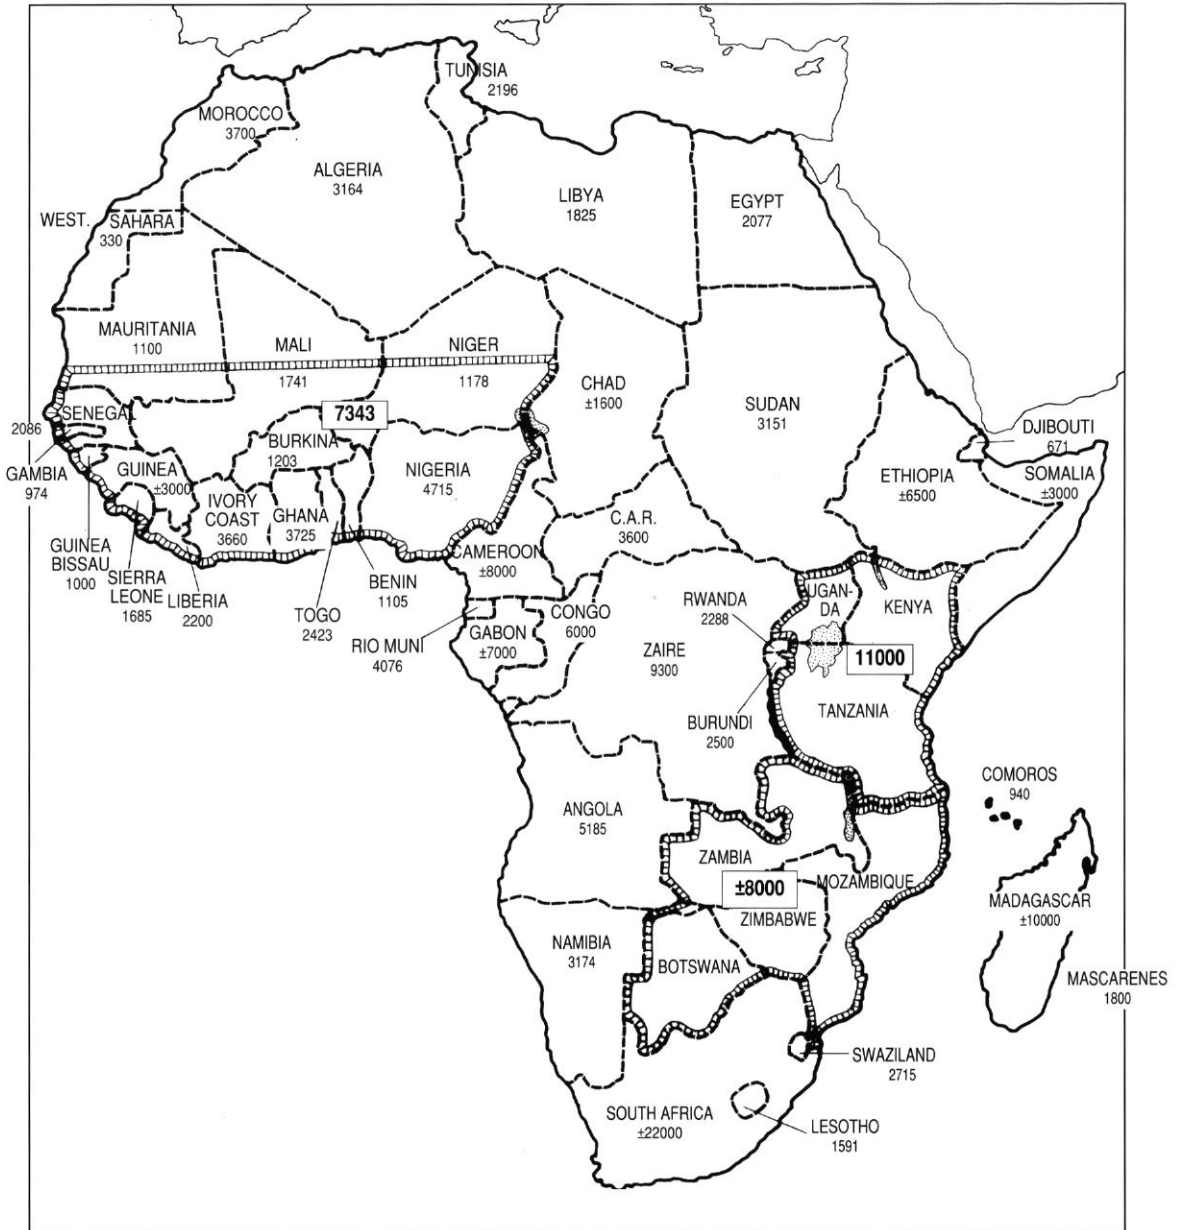 TUNISIA
2196
MOROCCO
3700
ALGERIA
3164
LIBYA
1825
EGYPT
2077
WEST. SAHARA
330
MAURITANIA
1100
MALI
1741
NIGER
1178
CHAD
±1600
SUDAN
3151
7343
SENEGAL
2086
GAMBIA
974
GUINEA
±3000
BURKINA
1203
NIGERIA
4715
DJIBOUTI
671
ETHIOPIA
±6500
SOMALIA
±3000
IVORY
COAST
3660
GHANA
3725
C.A.R.
3600
GUINEA
BISSAU
1000
SIERRA
LEONE
1685
LIBERIA
2200
TOGO
2423
BENIN
1105
CAMEROON
±8000
RIO MUNI
4076
GABON
±7000
CONGO
6000
ZAIRE
9300
RWANDA
2288
UGAN-
DA
KENYA
11000
BURUNDI
2500
TANZANIA
COMOROS
940
ANGOLA
5185
ZAMBIA
±8000
MOZAMBIQUE
ZIMBABWE
MADAGASCAR
±10000
NAMIBIA
3174
BOTSWANA
MASCARENES
1800
SWAZILAND
2715
SOUTH AFRICA
±22000
LESOTHO
1591